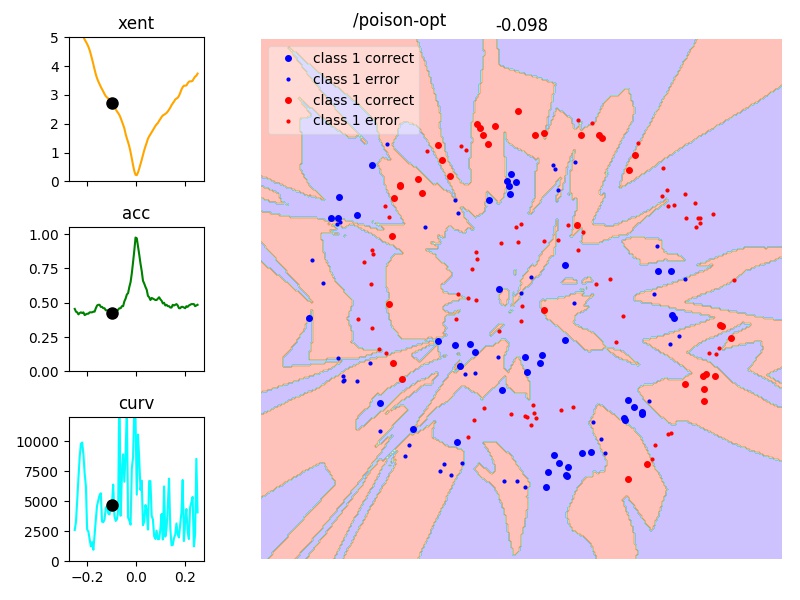 /poison-opt
-0.098
xent
5
4
3
2
1
0
acc
1.00
0.75
0.50
0.25
0.00
curv
10000
7500
5000
2500
0
−0.2
0.0
0.2
class 1 correct
class 1 error
class 1 correct
class 1 error